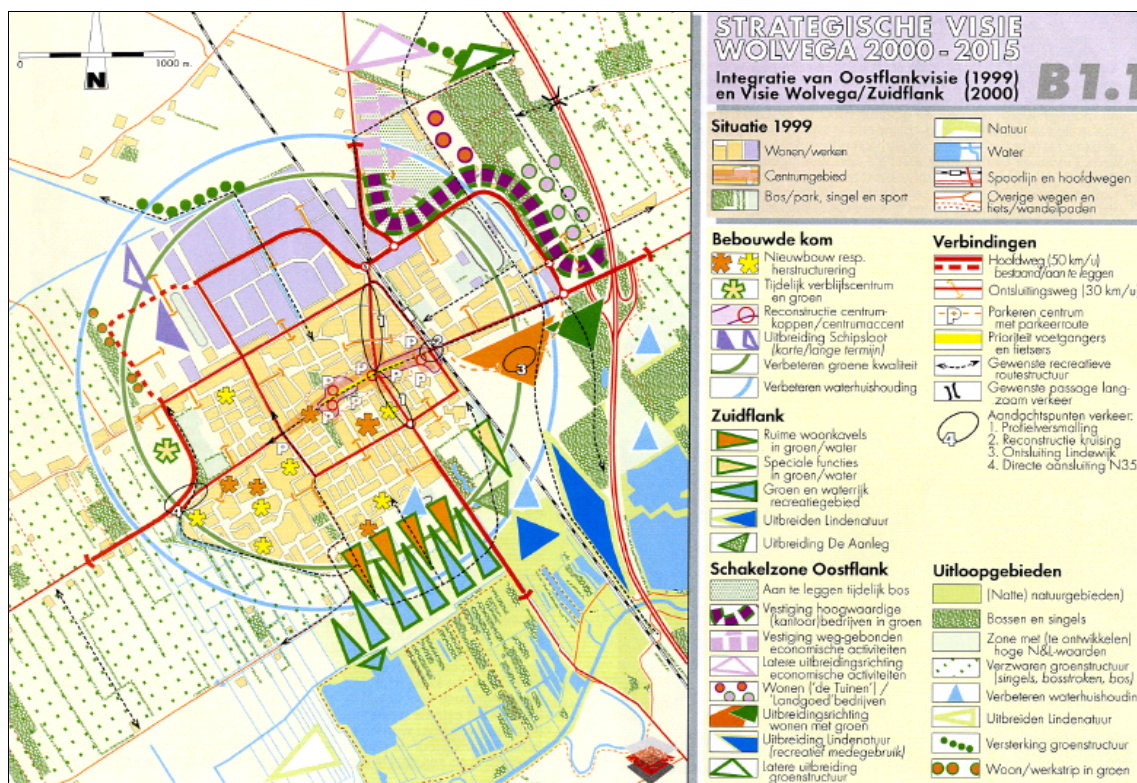 0 1000 m.
N
STRATEGISCHE VISIE
WOLVEGA 2000 - 2015
Integratie van Oostflankvisie (1999)
en Visie Wolvega/Zuidflank (2000)
B1.1
Situatie 1999
Wonen/werken
Centrumgebied
Bos/park, singel en sport
Natuur
Water
Spoorlijn en hoofdwegen
Overige wegen en
fiets/wandelpaden
Bebouwde kom
Nieuwbouw resp.
herstructurering
Tijdelijk verblijfscentrum
en groen
Reconstructie centrum-
koppen/centrumaccent
Uitbreiding Schipsloot
(korte/lange termijn)
Verbeteren groene kwaliteit
Verbeteren waterhuishouding
Verbindingen
Hoofdweg (50 km/u)
bestaand/aan te leggen
Ontsluitingsweg (30 km/u
P
Parkeren centrum
met parkeerroute
Prioriteit voetgangers
en fietsers
Gewenste recreatieve
routestructuur
Gewenste passage lang-
zaam verkeer
4
Aandachtspunten verkeer:
1. Profielversmalling
2. Reconstructie kruising
3. Ontsluiting Lindewijk
4. Directe aansluiting N35
Zuidflank
Ruime woonkavels
in groen/water
Speciale functies
in groen/water
Groen en waterrijk
recreatiegebied
Uitbreiden Lindenatuur
Uitbreiding De Aanleg
Schakelzone Oostflank
Aan te leggen tijdelijk bos
Vestiging hoogwaardige
(kantoor)bedrijven in groen
Vestiging weg-gebonden
economische activiteiten
Latere uitbreidingsrichting
economische activiteiten
Wonen ('de Tuinen') /
'Landgoed'bedrijven
Uitbreidingsrichting
wonen met groen
Uitbreiding Lindenatuur
(recreatief medegebruik)
Latere uitbreiding
groenstructuur
Uitloopgebieden
(Natte) natuurgebieden)
Bossen en singels
Zone met (te ontwikkelen)
hoge N&L-waarden
Verzwaren groenstructuur
(singels, bosstroken, bos)
Verbeteren waterhuishoudin
Uitbreiden Lindenatuur
Versterking groenstructuur
Woon/werkstrip in groen
1
P
2
P
P
3
P
P
P
P
1
P
P
4